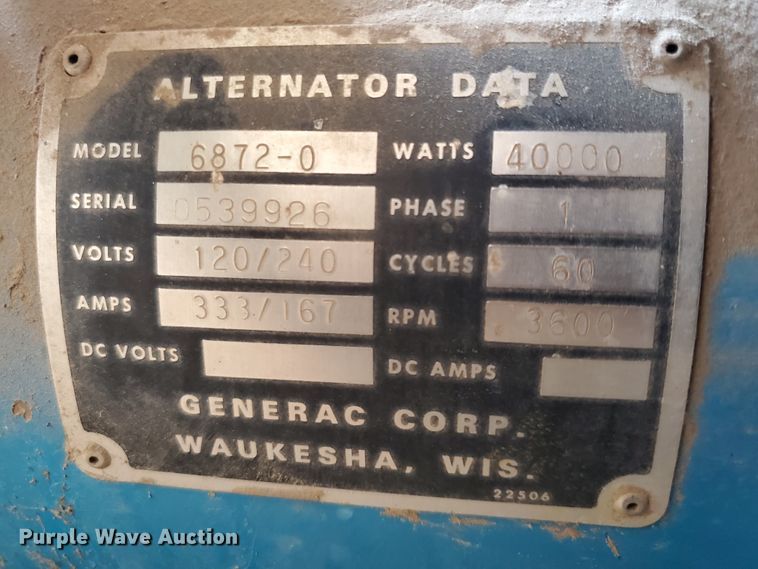 ALTERNATOR DATA
MODEL 6872-0 WATTS 40000
SERIAL 0539926 PHASE 1
VOLTS 120/240 CYCLES 60
AMPS 333/167 RPM 3600
DC VOLTS DC AMPS
GENERAC CORP.
WAUKESHA, WIS.
22506
Purple Wave Auction